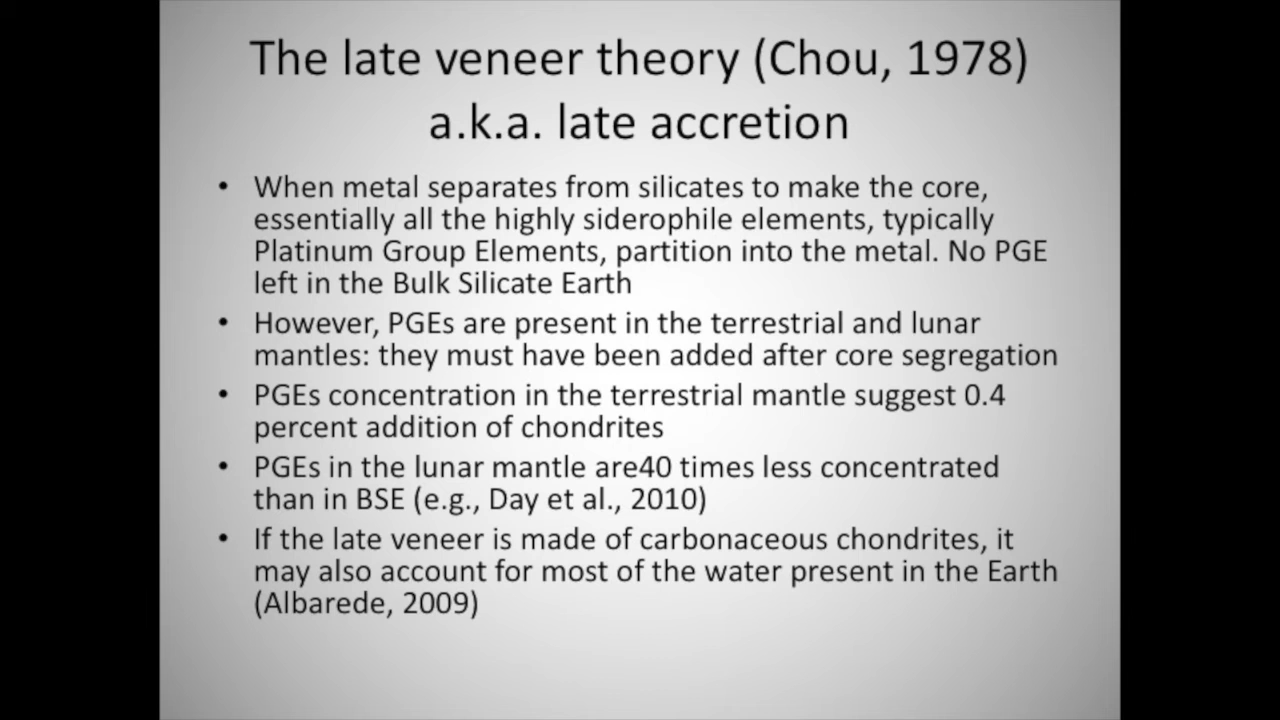 The late veneer theory (Chou, 1978)
a.k.a. late accretion
• When metal separates from silicates to make the core,
essentially all the highly siderophile elements, typically
Platinum Group Elements, partition into the metal. No PGE
left in the Bulk Silicate Earth
• However, PGEs are present in the terrestrial and lunar
mantles: they must have been added after core segregation
• PGEs concentration in the terrestrial mantle suggest 0.4
percent addition of chondrites
• PGEs in the lunar mantle are40 times less concentrated
than in BSE (e.g., Day et al., 2010)
• If the late veneer is made of carbonaceous chondrites, it
may also account for most of the water present in the Earth
(Albarede, 2009)